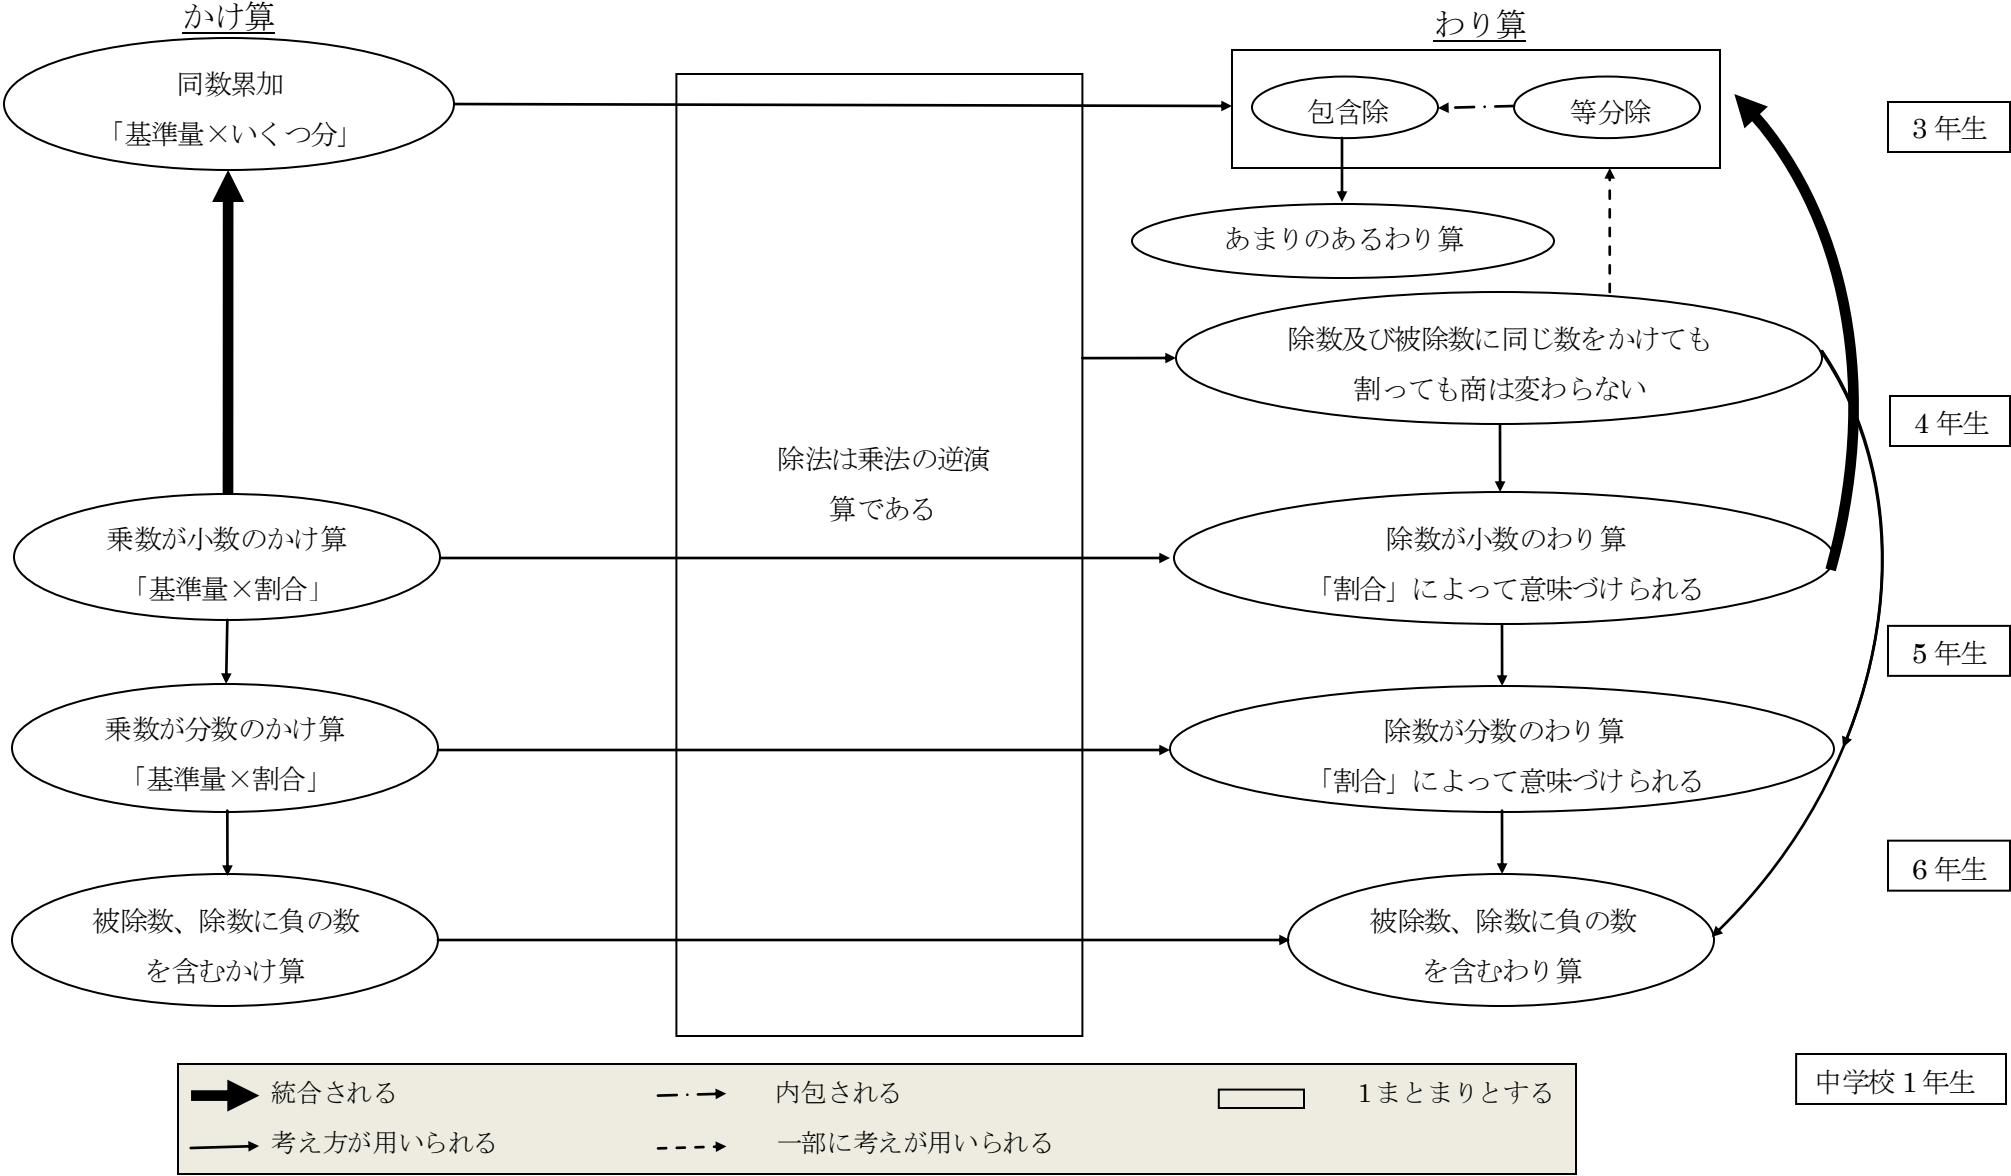 かけ算
同数累加
「基準量×いくつ分」
乗数が小数のかけ算
「基準量×割合」
乗数が分数のかけ算
「基準量×割合」
被除数、除数に負の数
を含むかけ算
除法は乗法の逆演
算である
わり算
包含除
等分除
あまりのあるわり算
除数及び被除数に同じ数をかけても
割っても商は変わらない
除数が小数のわり算
「割合」によって意味づけられる
除数が分数のわり算
「割合」によって意味づけられる
被除数、除数に負の数
を含むわり算
3 年生
4 年生
5 年生
6 年生
中学校 1 年生
統合される
内包される
1 まとまりとする
考え方が用いられる
一部に考えが用いられる